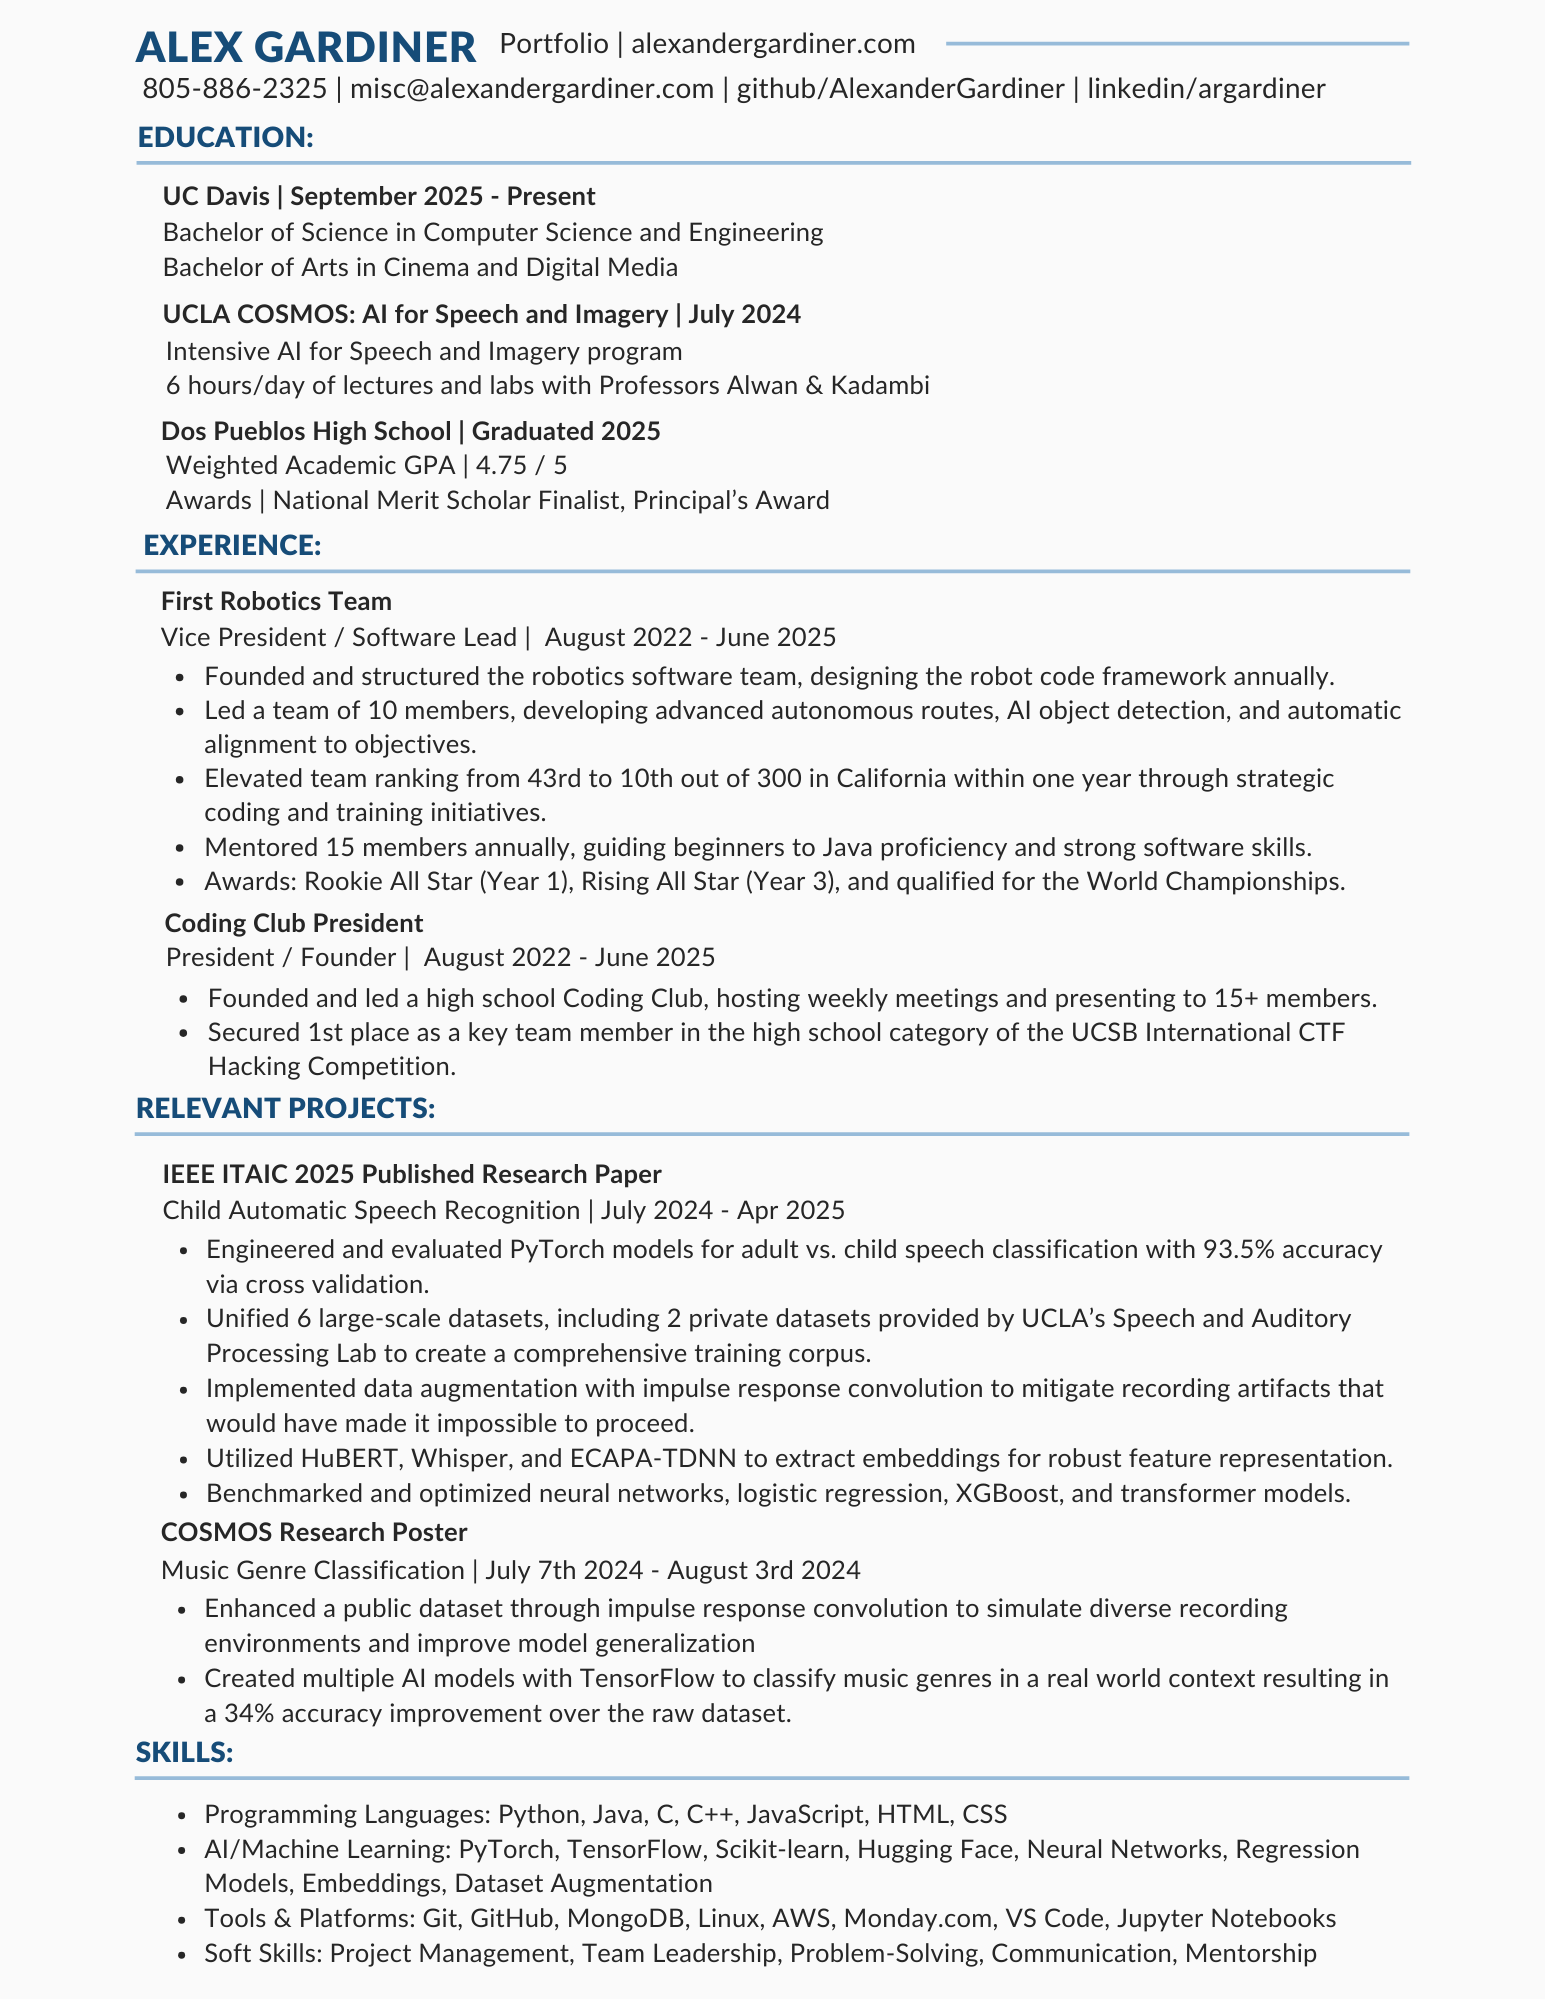 ALEX GARDINER Portfolio | alexandergardiner.com
805-886-2325 | misc@alexandergardiner.com | github/AlexanderGardiner | linkedin/argardiner
EDUCATION:
UC Davis | September 2025 - Present
Bachelor of Science in Computer Science and Engineering
Bachelor of Arts in Cinema and Digital Media
UCLA COSMOS: AI for Speech and Imagery | July 2024
Intensive AI for Speech and Imagery program
6 hours/day of lectures and labs with Professors Alwan & Kadambi
Dos Pueblos High School | Graduated 2025
Weighted Academic GPA | 4.75 / 5
Awards | National Merit Scholar Finalist, Principal’s Award
EXPERIENCE:
First Robotics Team
Vice President / Software Lead | August 2022 - June 2025
• Founded and structured the robotics software team, designing the robot code framework annually.
• Led a team of 10 members, developing advanced autonomous routes, AI object detection, and automatic
alignment to objectives.
• Elevated team ranking from 43rd to 10th out of 300 in California within one year through strategic
coding and training initiatives.
• Mentored 15 members annually, guiding beginners to Java proficiency and strong software skills.
• Awards: Rookie All Star (Year 1), Rising All Star (Year 3), and qualified for the World Championships.
Coding Club President
President / Founder | August 2022 - June 2025
• Founded and led a high school Coding Club, hosting weekly meetings and presenting to 15+ members.
• Secured 1st place as a key team member in the high school category of the UCSB International CTF
Hacking Competition.
RELEVANT PROJECTS:
IEEE ITAIC 2025 Published Research Paper
Child Automatic Speech Recognition | July 2024 - Apr 2025
• Engineered and evaluated PyTorch models for adult vs. child speech classification with 93.5% accuracy
via cross validation.
• Unified 6 large-scale datasets, including 2 private datasets provided by UCLA’s Speech and Auditory
Processing Lab to create a comprehensive training corpus.
• Implemented data augmentation with impulse response convolution to mitigate recording artifacts that
would have made it impossible to proceed.
• Utilized HuBERT, Whisper, and ECAPA-TDNN to extract embeddings for robust feature representation.
• Benchmarked and optimized neural networks, logistic regression, XGBoost, and transformer models.
COSMOS Research Poster
Music Genre Classification | July 7th 2024 - August 3rd 2024
• Enhanced a public dataset through impulse response convolution to simulate diverse recording
environments and improve model generalization
• Created multiple AI models with TensorFlow to classify music genres in a real world context resulting in
a 34% accuracy improvement over the raw dataset.
SKILLS:
• Programming Languages: Python, Java, C, C++, JavaScript, HTML, CSS
• AI/Machine Learning: PyTorch, TensorFlow, Scikit-learn, Hugging Face, Neural Networks, Regression
Models, Embeddings, Dataset Augmentation
• Tools & Platforms: Git, GitHub, MongoDB, Linux, AWS, Monday.com, VS Code, Jupyter Notebooks
• Soft Skills: Project Management, Team Leadership, Problem-Solving, Communication, Mentorship